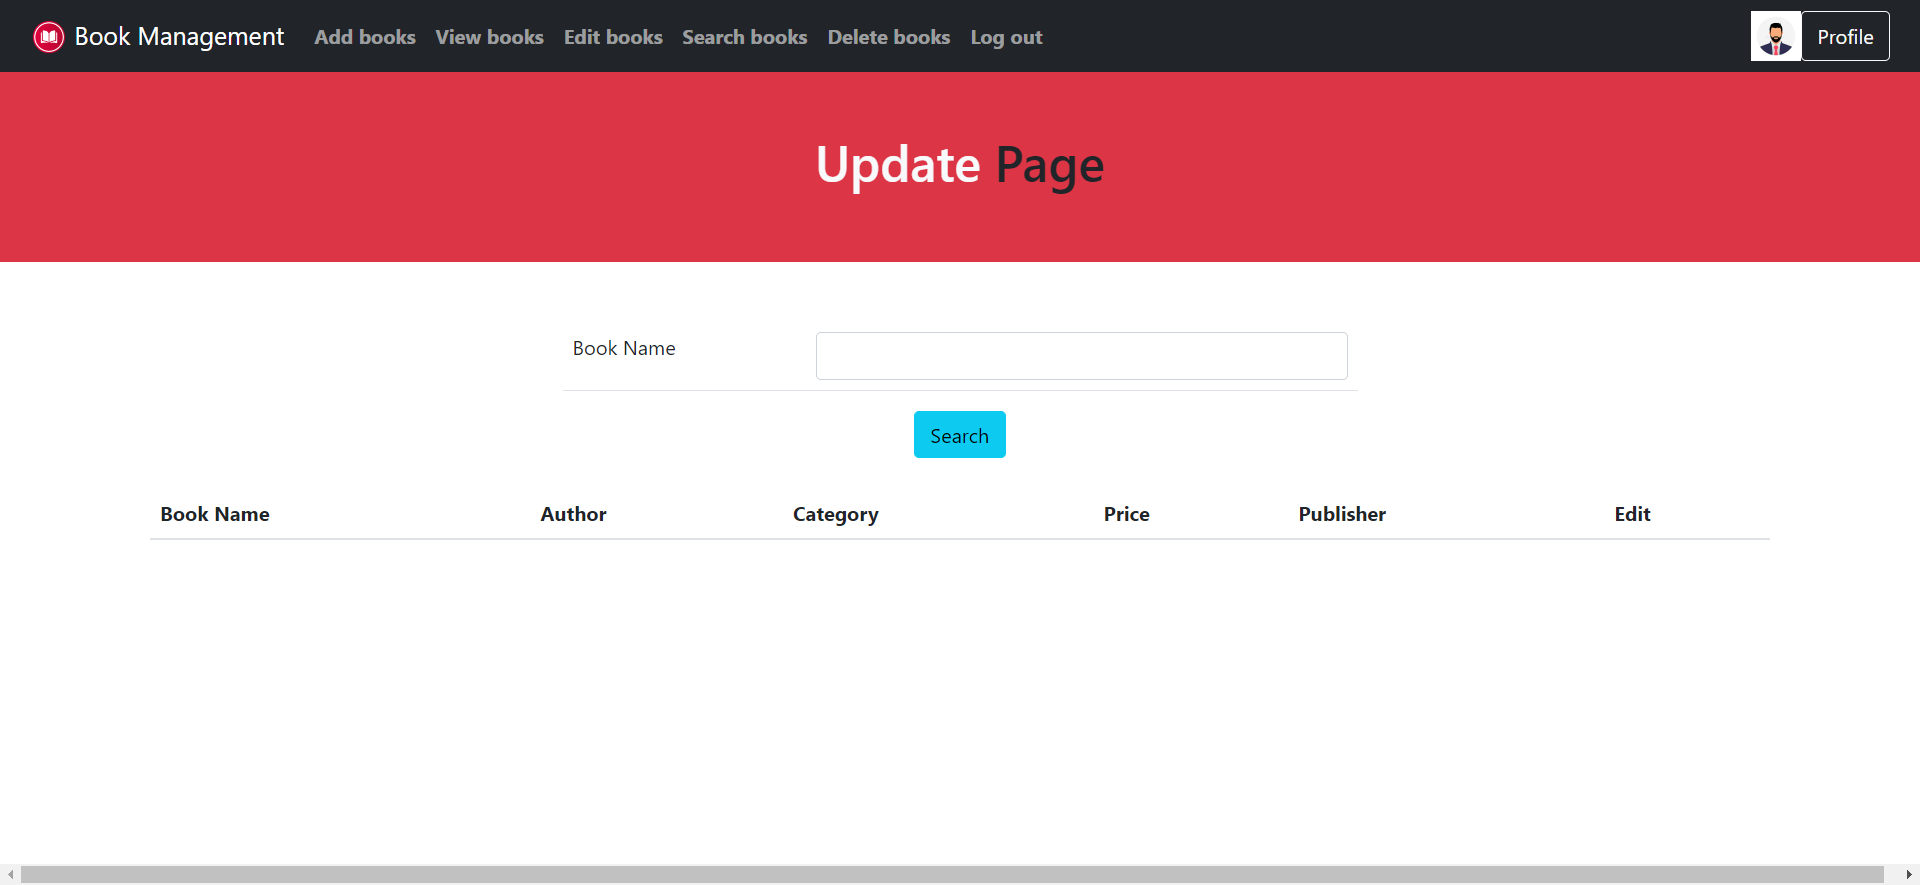 Book Management Add books View books Edit books Search books Delete books Log out Profile
Update Page
Book Name
Search
Book Name Author Category Price Publisher Edit